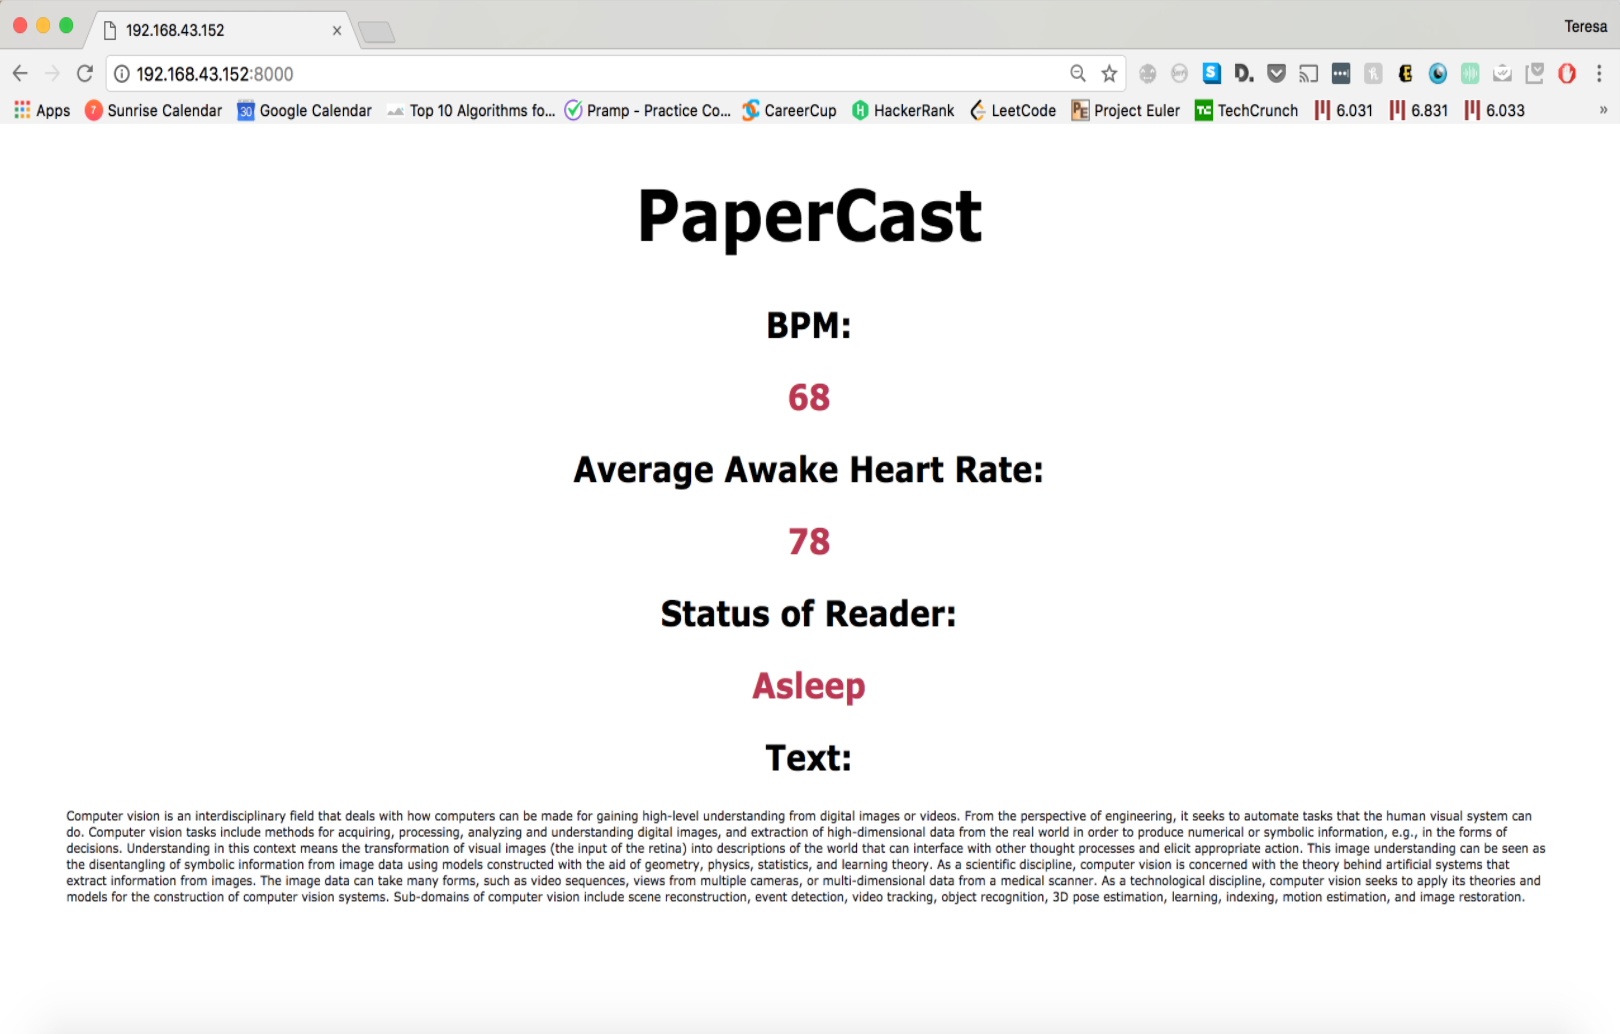 192.168.43.152
Teresa
192.168.43.152:8000
Apps
7 Sunrise Calendar
30 Google Calendar
Top 10 Algorithms fo...
Pramp - Practice Co...
CareerCup
HackerRank
LeetCode
Project Euler
TechCrunch
6.031
6.831
6.033
»
PaperCast
BPM:
68
Average Awake Heart Rate:
78
Status of Reader:
Asleep
Text:
Computer vision is an interdisciplinary field that deals with how computers can be made for gaining high-level understanding from digital images or videos. From the perspective of engineering, it seeks to automate tasks that the human visual system can
do. Computer vision tasks include methods for acquiring, processing, analyzing and understanding digital images, and extraction of high-dimensional data from the real world in order to produce numerical or symbolic information, e.g., in the forms of
decisions. Understanding in this context means the transformation of visual images (the input of the retina) into descriptions of the world that can interface with other thought processes and elicit appropriate action. This image understanding can be seen as
the disentangling of symbolic information from image data using models constructed with the aid of geometry, physics, statistics, and learning theory. As a scientific discipline, computer vision is concerned with the theory behind artificial systems that
extract information from images. The image data can take many forms, such as video sequences, views from multiple cameras, or multi-dimensional data from a medical scanner. As a technological discipline, computer vision seeks to apply its theories and
models for the construction of computer vision systems. Sub-domains of computer vision include scene reconstruction, event detection, video tracking, object recognition, 3D pose estimation, learning, indexing, motion estimation, and image restoration.